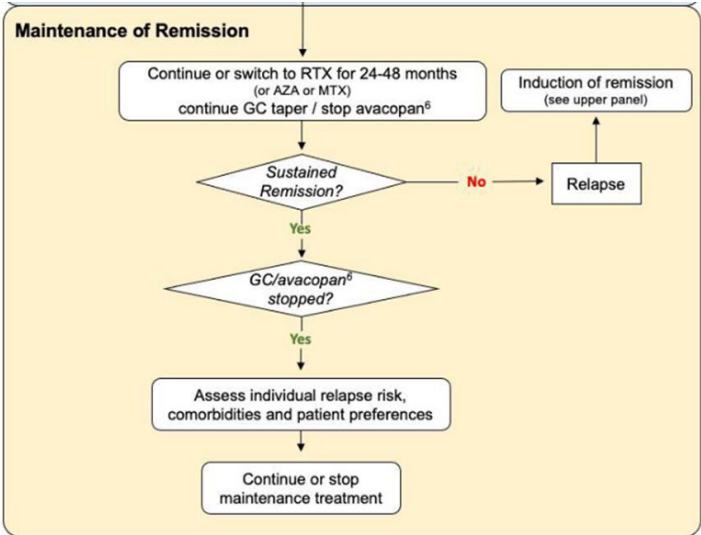 Maintenance of Remission
Continue or switch to RTX for 24-48 months
(or AZA or MTX)
continue GC taper / stop avacopan⁶
Induction of remission
(see upper panel)
Sustained
Remission?
No
Relapse
Yes
GC/avacopan⁶
stopped?
Yes
Assess individual relapse risk,
comorbidities and patient preferences
Continue or stop
maintenance treatment